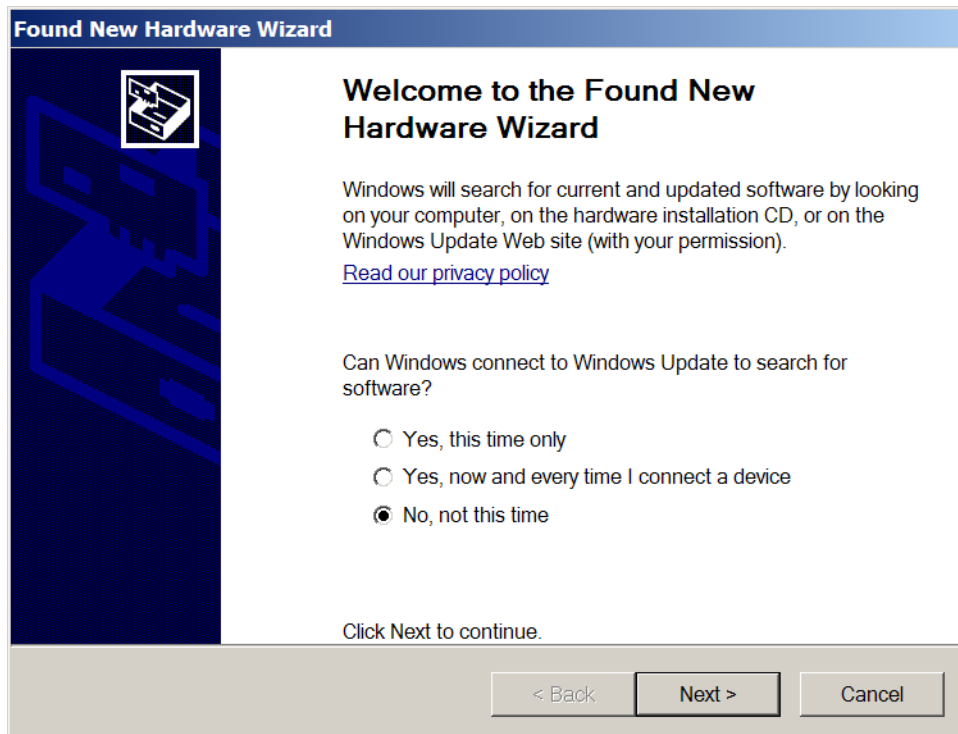 Found New Hardware Wizard
Welcome to the Found New
Hardware Wizard
Windows will search for current and updated software by looking
on your computer, on the hardware installation CD, or on the
Windows Update Web site (with your permission).
Read our privacy policy
Can Windows connect to Windows Update to search for
software?
Yes, this time only
Yes, now and every time I connect a device
No, not this time
Click Next to continue.
< Back
Next >
Cancel